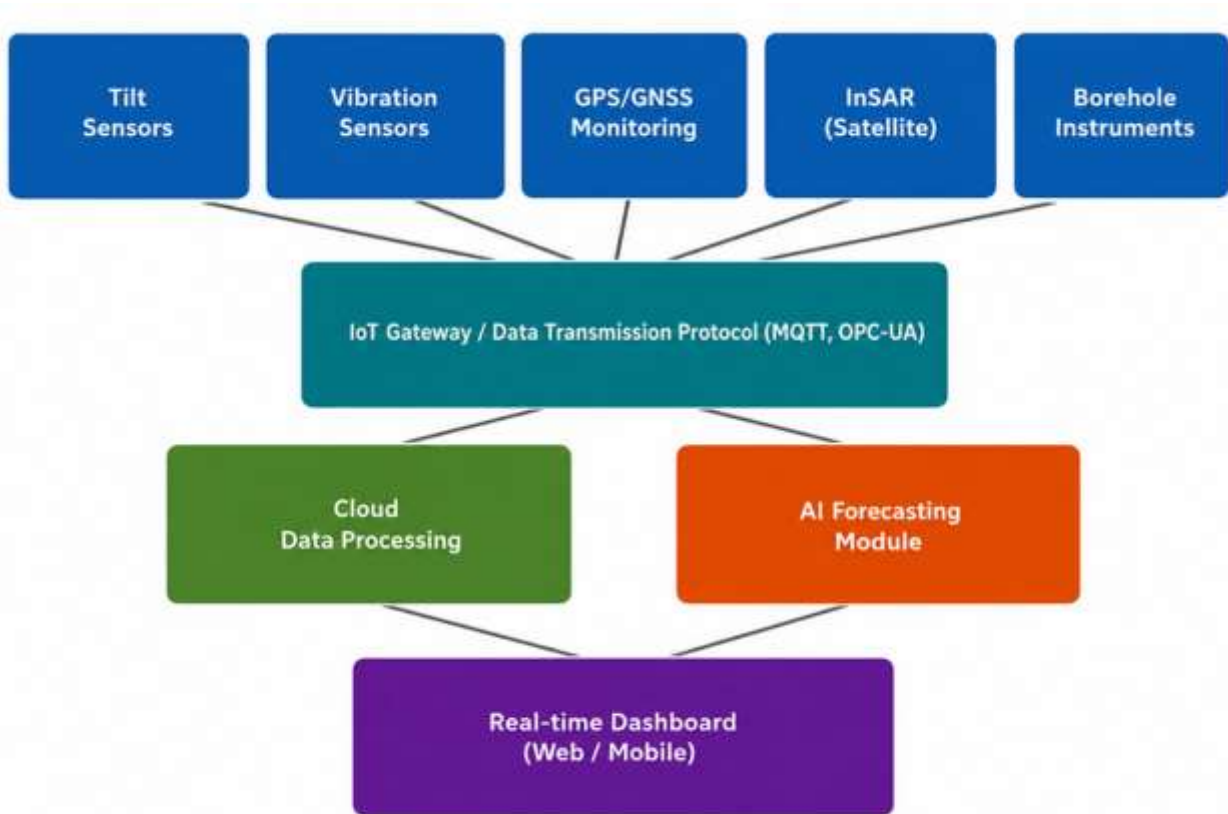 Tilt
Sensors
Vibration
Sensors
GPS/GNSS
Monitoring
InSAR
(Satellite)
Borehole
Instruments
IoT Gateway / Data Transmission Protocol (MQTT, OPC-UA)
Cloud
Data Processing
AI Forecasting
Module
Real-time Dashboard
(Web / Mobile)